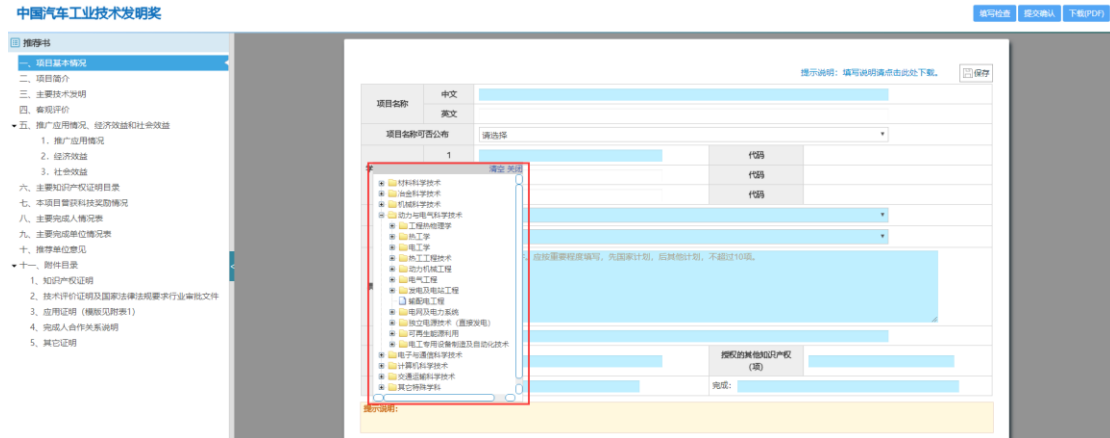 中国汽车工业技术发明奖
填写检查 提交确认 下载(PDF)
推荐书
一、项目基本情况
二、项目简介
三、主要技术发明
四、客观评价
五、推广应用情况、经济效益和社会效益
1. 推广应用情况
2. 经济效益
3. 社会效益
六、主要知识产权证明目录
七、本项目曾获科技奖励情况
八、主要完成人情况表
九、主要完成单位情况表
十、推荐单位意见
十一、附件目录
1、知识产权证明
2、技术评价证明及国家法律法规要求行业审批文件
3、应用证明(模版见附表1)
4、完成人合作关系说明
5、其它证明
提示说明:填写说明请点击此处下载。 保存
项目名称 中文
英文
项目名称可否公布 请选择
1 代码
代码
代码
清空 关闭
材料科学技术
冶金科学技术
机械科学技术
动力与电气科学技术
工程热物理学
热工学
电工学
热工工程技术
动力机械工程
电气工程
发电及电站工程
输配电工程
电网及电力系统
独立电源技术(直接发电)
可再生能源利用
电工专用设备制造及自动化技术
电子与通信科学技术
计算机科学技术
交通运输科学技术
其它特殊学科
应按重要程度填写,先国家计划,后其他计划,不超过10项。
授权的其他知识产权(项)
完成:
提示说明: